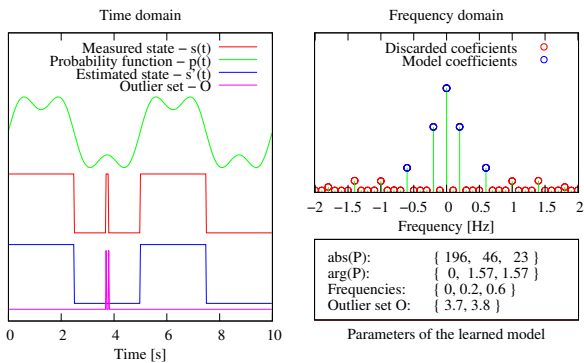 Time domain
Measured state − s(t)
Probability function − p(t)
Estimated state − s'(t)
Outlier set − O
0 2 4 6 8 10
Time [s]
Frequency domain
Discarded coeficients
Model coefficients
−2 −1.5 −1 −0.5 0 0.5 1 1.5 2
Frequency [Hz]
abs(P): { 196, 46, 23 }
arg(P): { 0, 1.57, 1.57 }
Frequencies: { 0, 0.2, 0.6 }
Outlier set O: { 3.7, 3.8 }
Parameters of the learned model